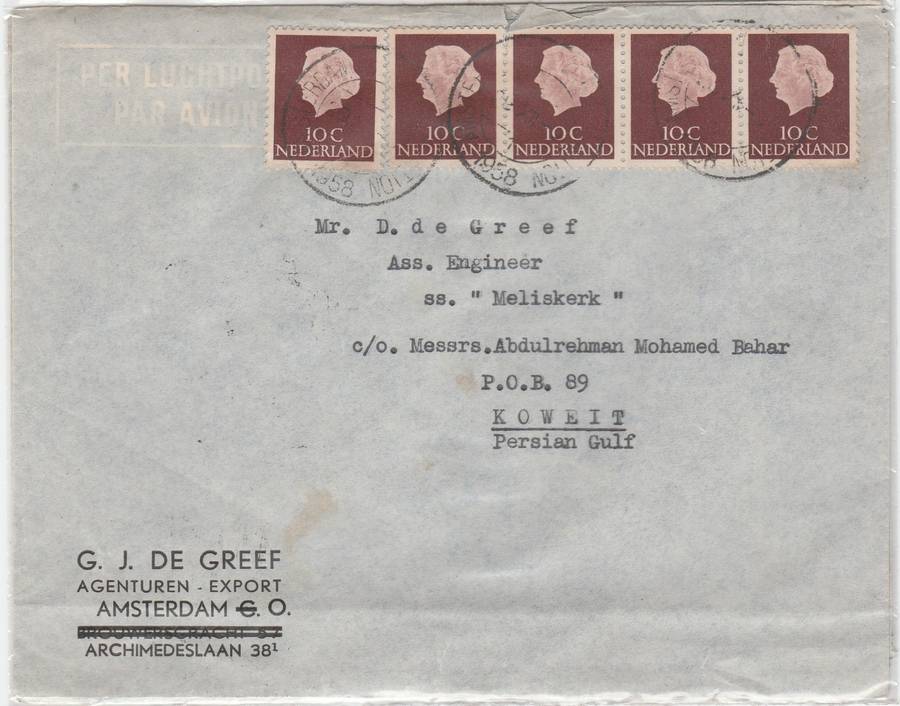 PER LUCHTPO
PAR AVION
10 C
NEDERLAND
10 C
NEDERLAND
10 C
NEDERLAND
10 C
NEDERLAND
10 C
NEDERLAND
1958
1958
Mr. D. de Greef
Ass. Engineer
ss. " Meliskerk "
c/o. Messrs.Abdulrehman Mohamed Bahar
P.O.B. 89
KOWEIT
Persian Gulf
G. J. DE GREEF
AGENTUREN - EXPORT
AMSTERDAM C. O.
BROUWERSGRACHT 57
ARCHIMEDESLAAN 38¹